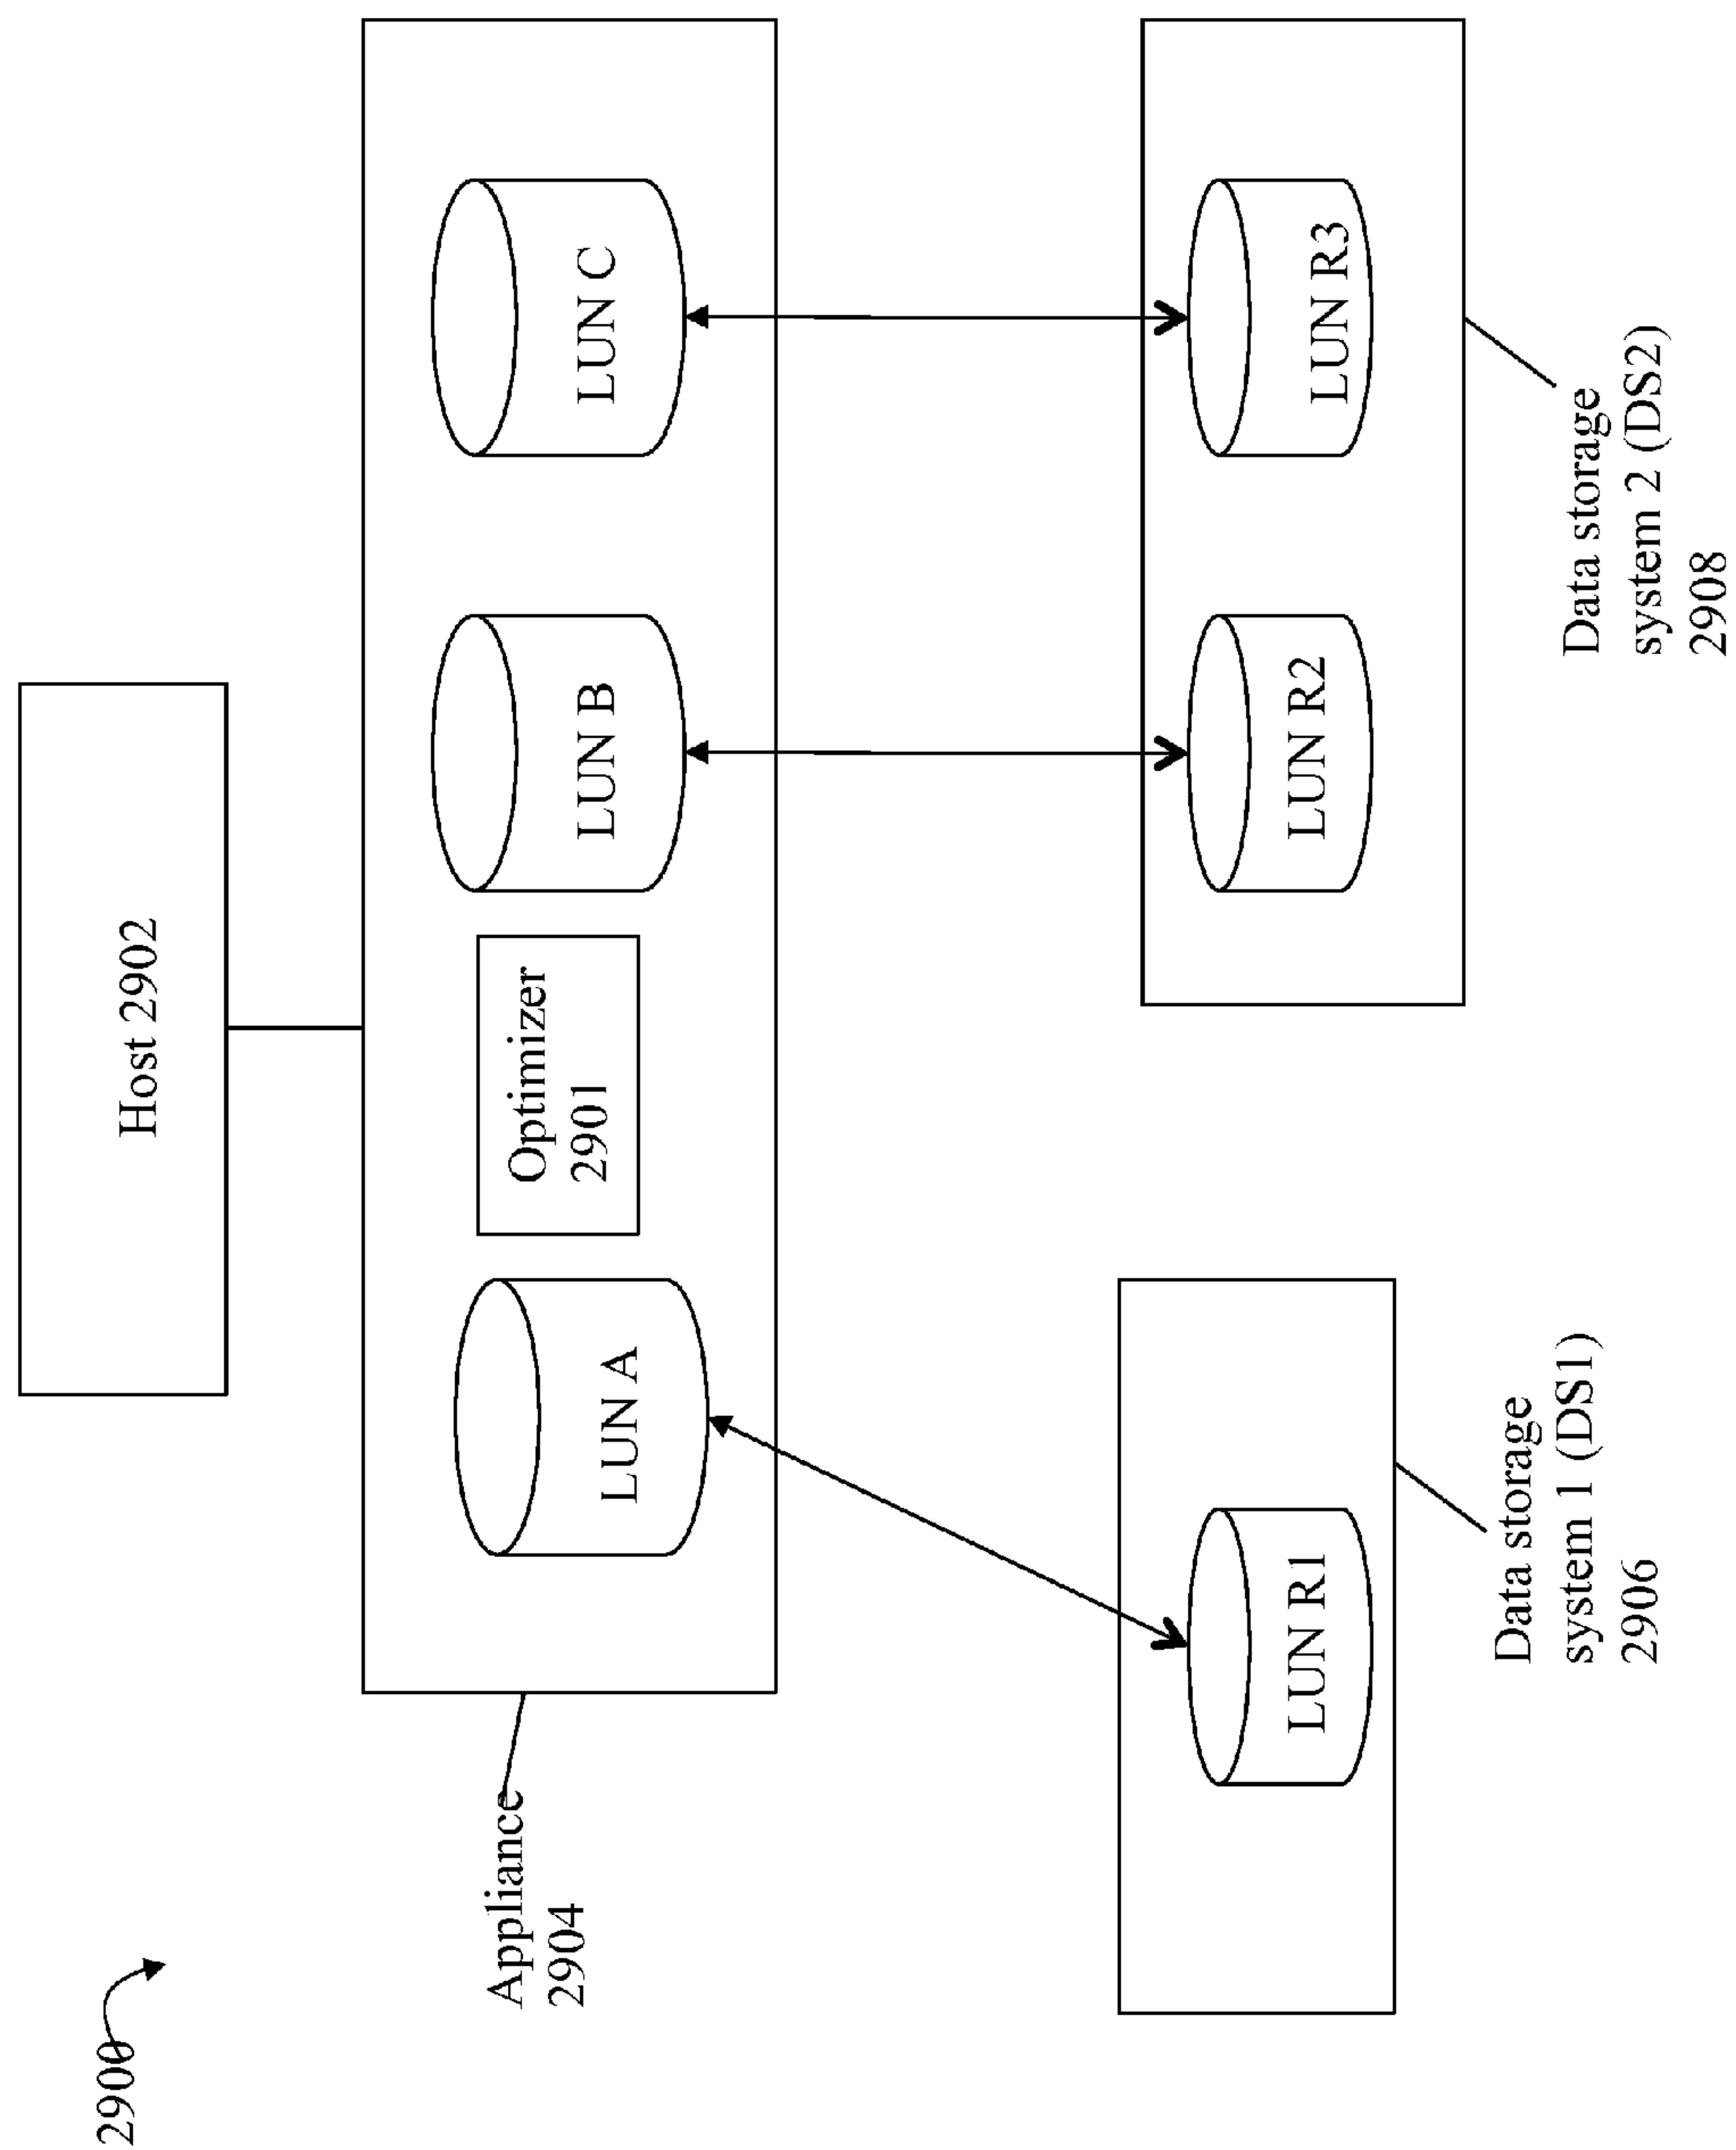 2900
Host 2902
Appliance
2904
LUN A
Optimizer
2901
LUN B
LUN C
LUN R1
LUN R2
LUN R3
Data storage
system 1 (DS1)
2906
Data storage
system 2 (DS2)
2908